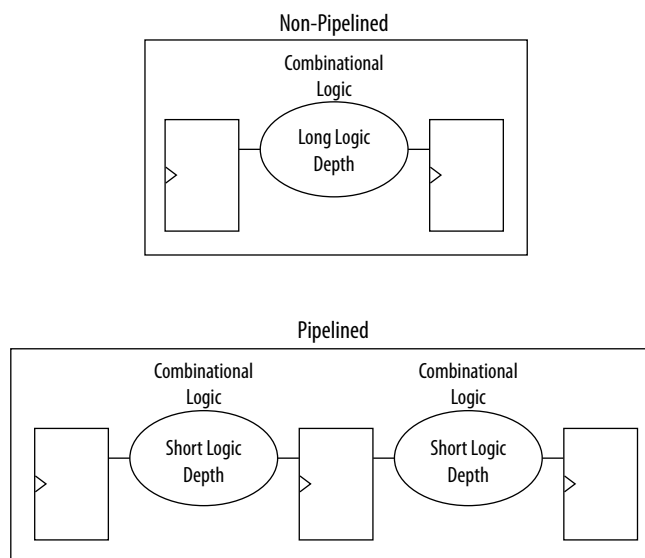 Non-Pipelined
Combinational
Logic
Long Logic
Depth
Pipelined
Combinational
Logic
Short Logic
Depth
Combinational
Logic
Short Logic
Depth